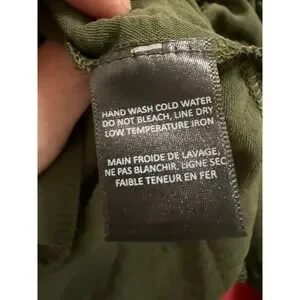 HAND WASH COLD WATER
DO NOT BLEACH, LINE DRY
LOW TEMPERATURE IRON
MAIN FROIDE DE LAVAGE,
NE PAS BLANCHIR, LIGNE SEC
FAIBLE TENEUR EN FER